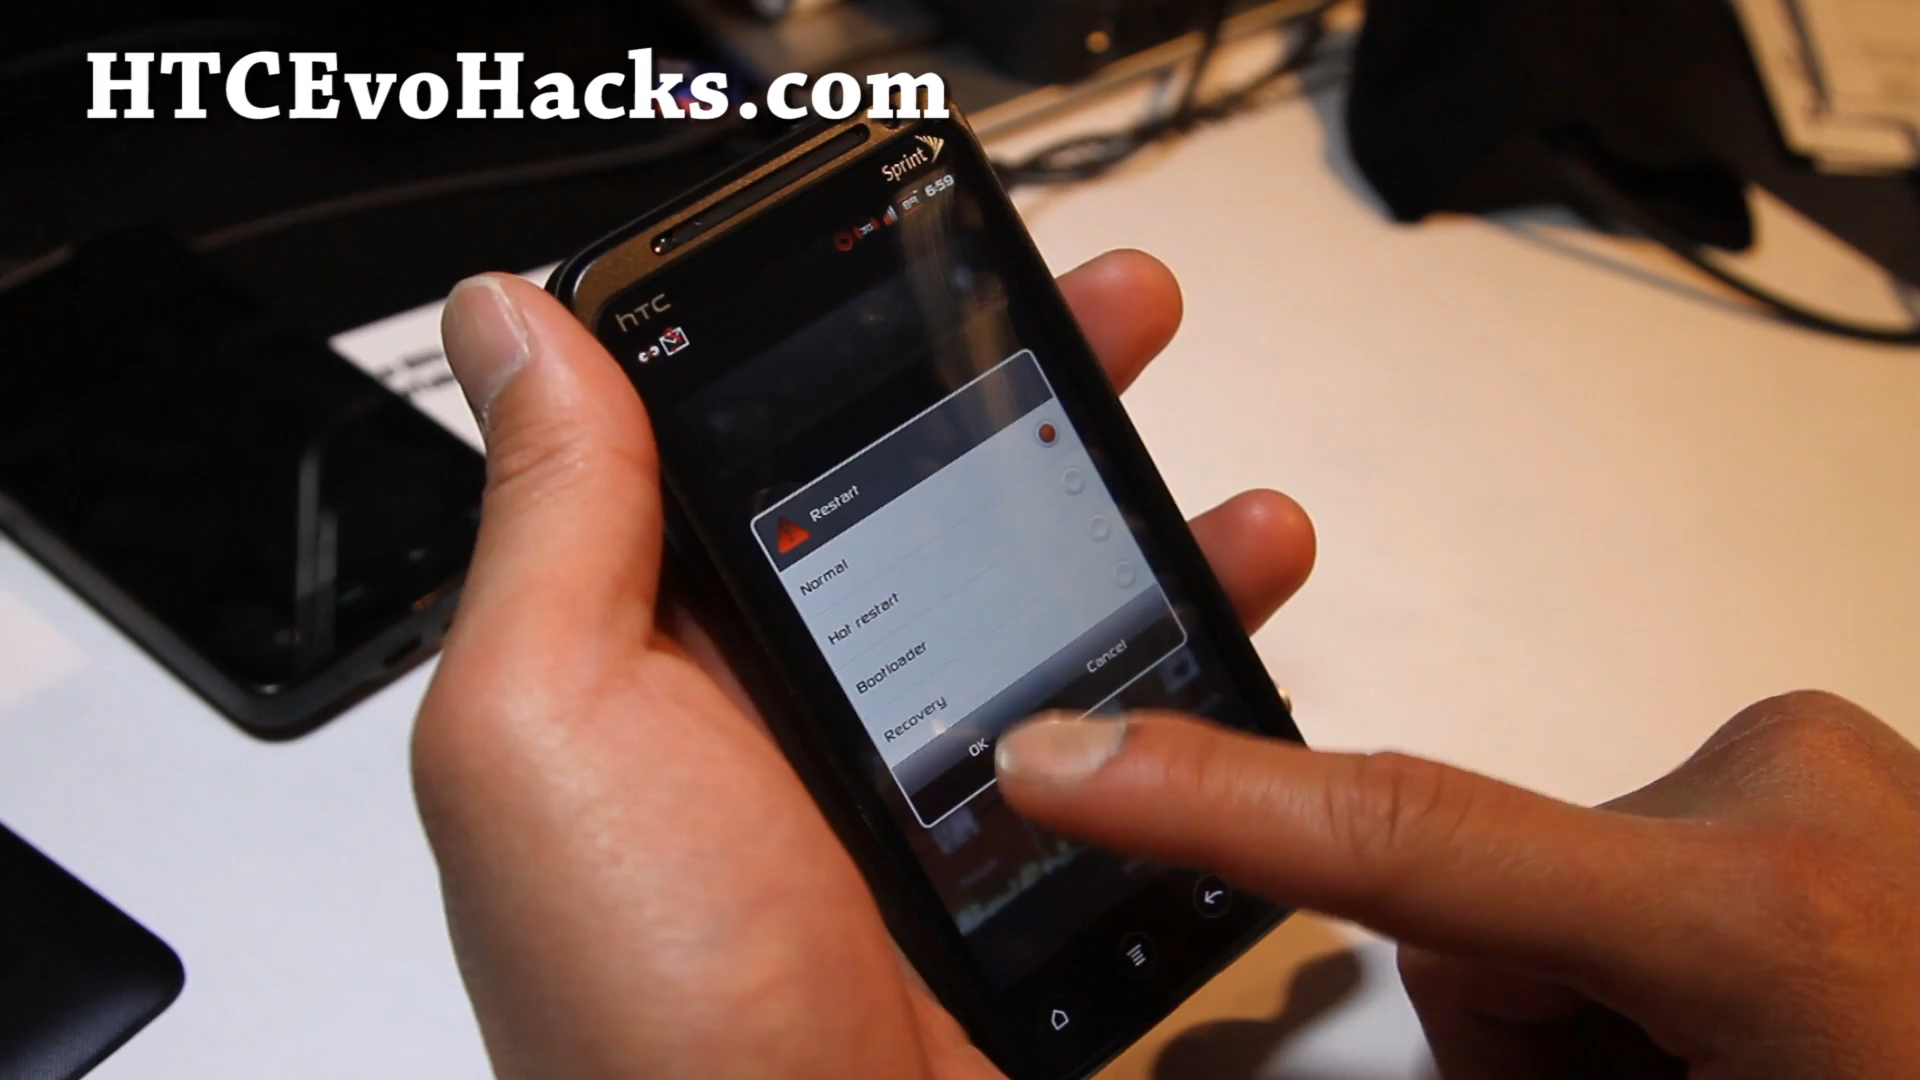 HTCEvoHacks.com
Sprint
6:59
hTC
Restart
Normal
Hot restart
Bootloader
Recovery
OK
Cancel